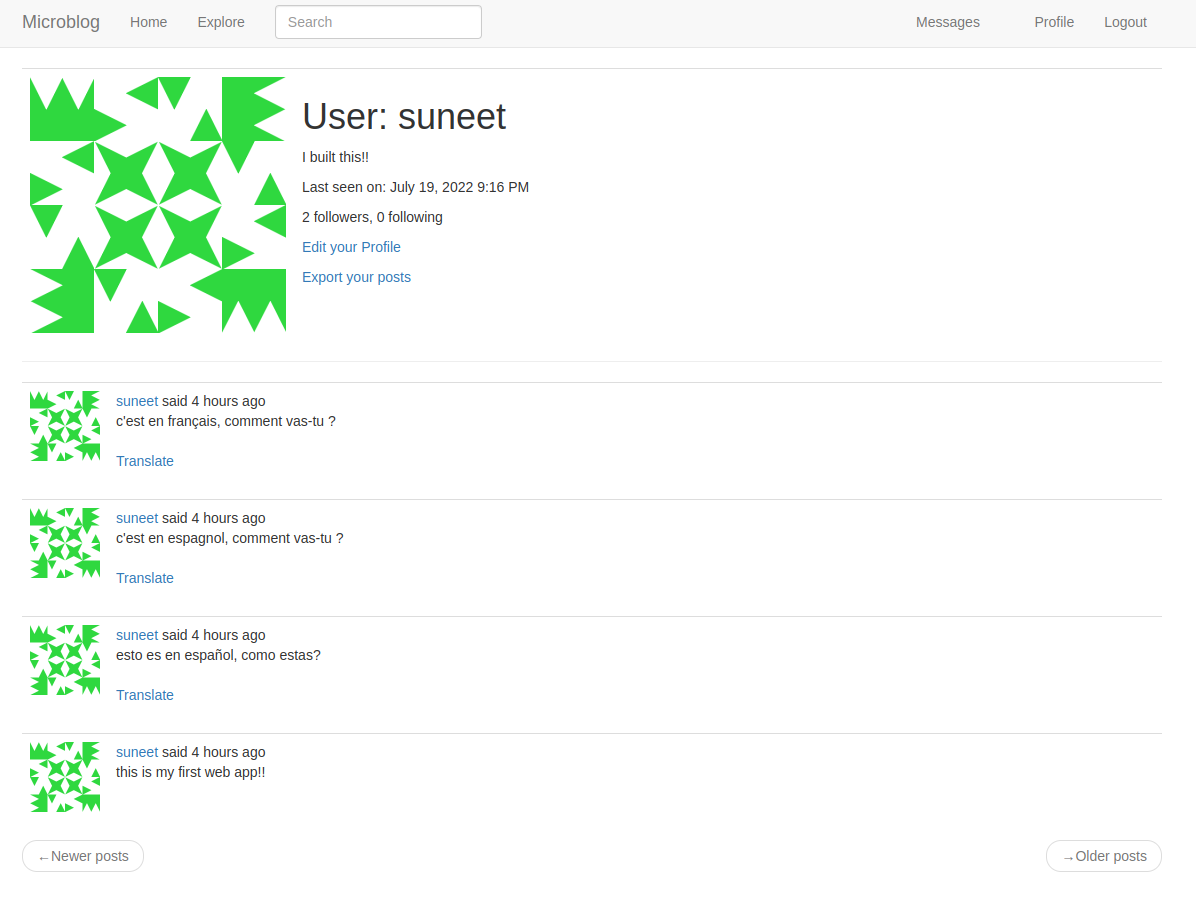 Microblog Home Explore Search Messages Profile Logout
User: suneet
I built this!!
Last seen on: July 19, 2022 9:16 PM
2 followers, 0 following
Edit your Profile
Export your posts
suneet said 4 hours ago
c'est en français, comment vas-tu ?
Translate
suneet said 4 hours ago
c'est en espagnol, comment vas-tu ?
Translate
suneet said 4 hours ago
esto es en español, como estas?
Translate
suneet said 4 hours ago
this is my first web app!!
←Newer posts →Older posts